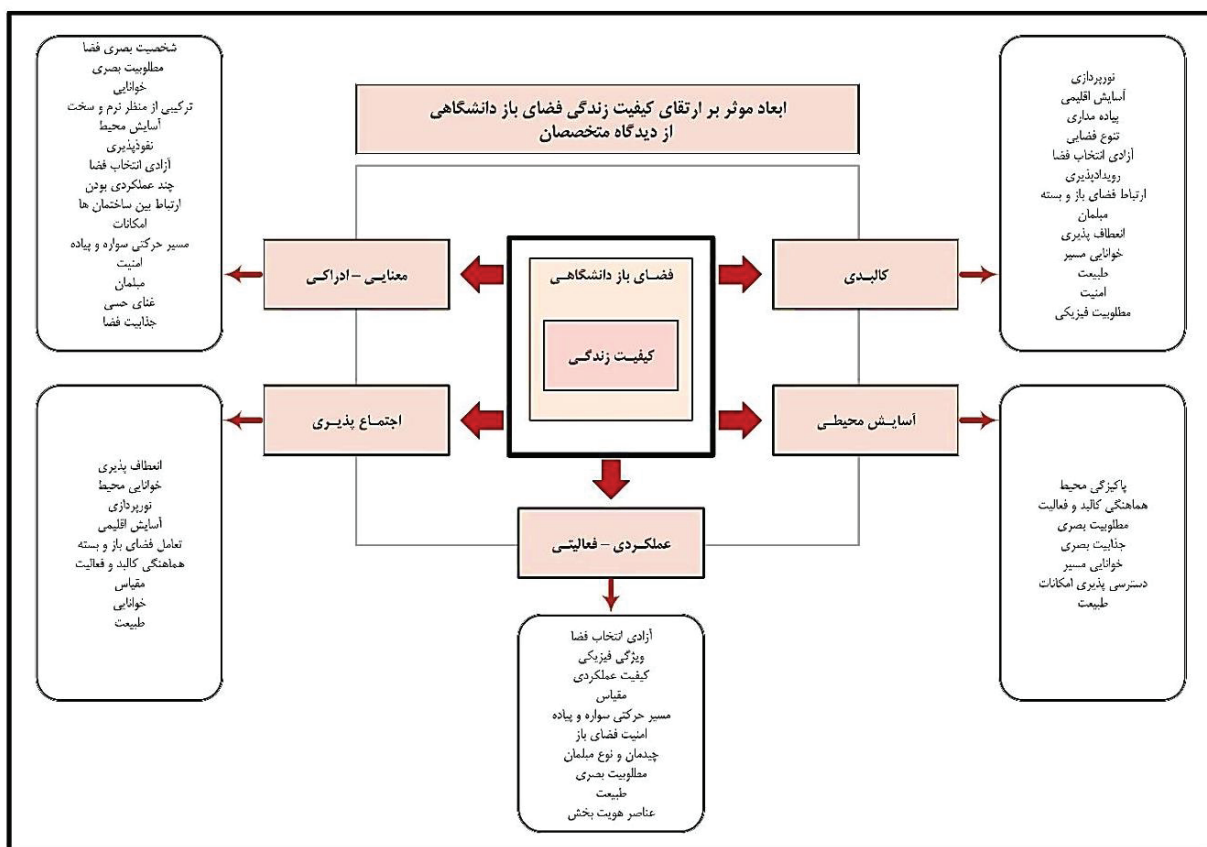 ابعاد موثر بر ارتقای کیفیت زندگی فضای باز دانشگاهی
از دیدگاه متخصصان
فضای باز دانشگاهی
کیفیت زندگی
کالبدی
نورپردازی
آسایش اقلیمی
پیاده مداری
تنوع فضایی
آزادی انتخاب فضا
رویدادپذیری
ارتباط فضای باز و بسته
مبلمان
انعطاف پذیری
خوانایی مسیر
طبیعت
امنیت
مطلوبیت فیزیکی
معنایی – ادراکی
شخصیت بصری فضا
مطلوبیت بصری
خوانایی
ترکیبی از منظر نرم و سخت
آسایش محیط
نفوذپذیری
آزادی انتخاب فضا
چند عملکردی بودن
ارتباط بین ساختمان ها
امکانات
مسیر حرکتی سواره و پیاده
امنیت
مبلمان
غنای حسی
جذابیت فضا
آسایش محیطی
پاکیزگی محیط
هماهنگی کالبد و فعالیت
مطلوبیت بصری
جذابیت بصری
خوانایی مسیر
دسترسی پذیری امکانات
طبیعت
اجتماع پذیری
انعطاف پذیری
خوانایی محیط
نورپردازی
آسایش اقلیمی
تعامل فضای باز و بسته
هماهنگی کالبد و فعالیت
مقیاس
خوانایی
طبیعت
عملکردی – فعالیتی
آزادی انتخاب فضا
ویژگی فیزیکی
کیفیت عملکردی
مقیاس
مسیر حرکتی سواره و پیاده
امنیت فضای باز
چیدمان و نوع مبلمان
مطلوبیت بصری
طبیعت
عناصر هویت بخش